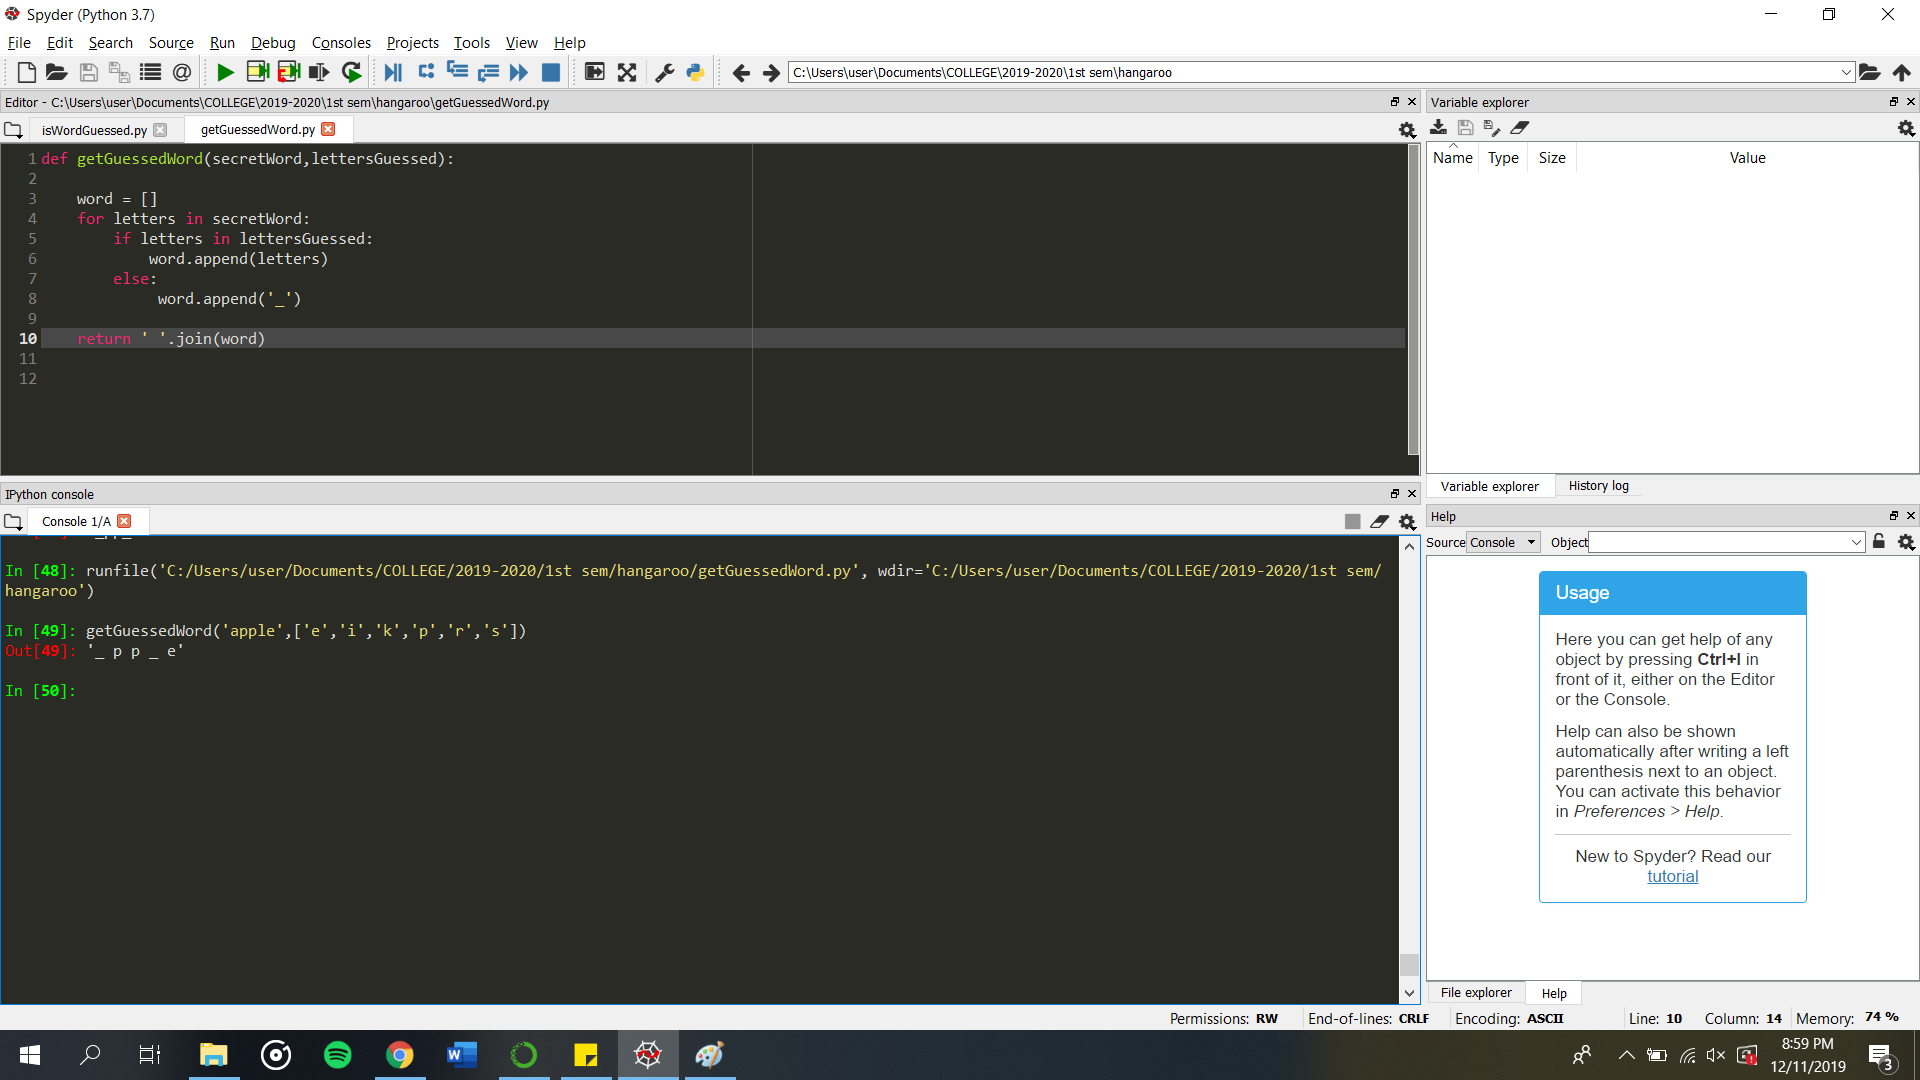 Spyder (Python 3.7)
File Edit Search Source Run Debug Consoles Projects Tools View Help
C:\Users\user\Documents\COLLEGE\2019-2020\1st sem\hangaroo
Editor - C:\Users\user\Documents\COLLEGE\2019-2020\1st sem\hangaroo\getGuessedWord.py
isWordGuessed.py getGuessedWord.py
1 def getGuessedWord(secretWord,lettersGuessed):
2
3     word = []
4     for letters in secretWord:
5         if letters in lettersGuessed:
6             word.append(letters)
7         else:
8              word.append('_')
9
10     return ' '.join(word)
11
12
IPython console
Console 1/A
In [48]: runfile('C:/Users/user/Documents/COLLEGE/2019-2020/1st sem/hangaroo/getGuessedWord.py', wdir='C:/Users/user/Documents/COLLEGE/2019-2020/1st sem/
hangaroo')
In [49]: getGuessedWord('apple',['e','i','k','p','r','s'])
Out[49]: '_ p p _ e'
In [50]:
Variable explorer
Name Type Size Value
Variable explorer History log
Help
Source Console Object
Usage
Here you can get help of any
object by pressing Ctrl+I in
front of it, either on the Editor
or the Console.
Help can also be shown
automatically after writing a left
parenthesis next to an object.
You can activate this behavior
in Preferences > Help.
New to Spyder? Read our
tutorial
File explorer Help
Permissions: RW End-of-lines: CRLF Encoding: ASCII Line: 10 Column: 14 Memory: 74 %
8:59 PM
12/11/2019
3